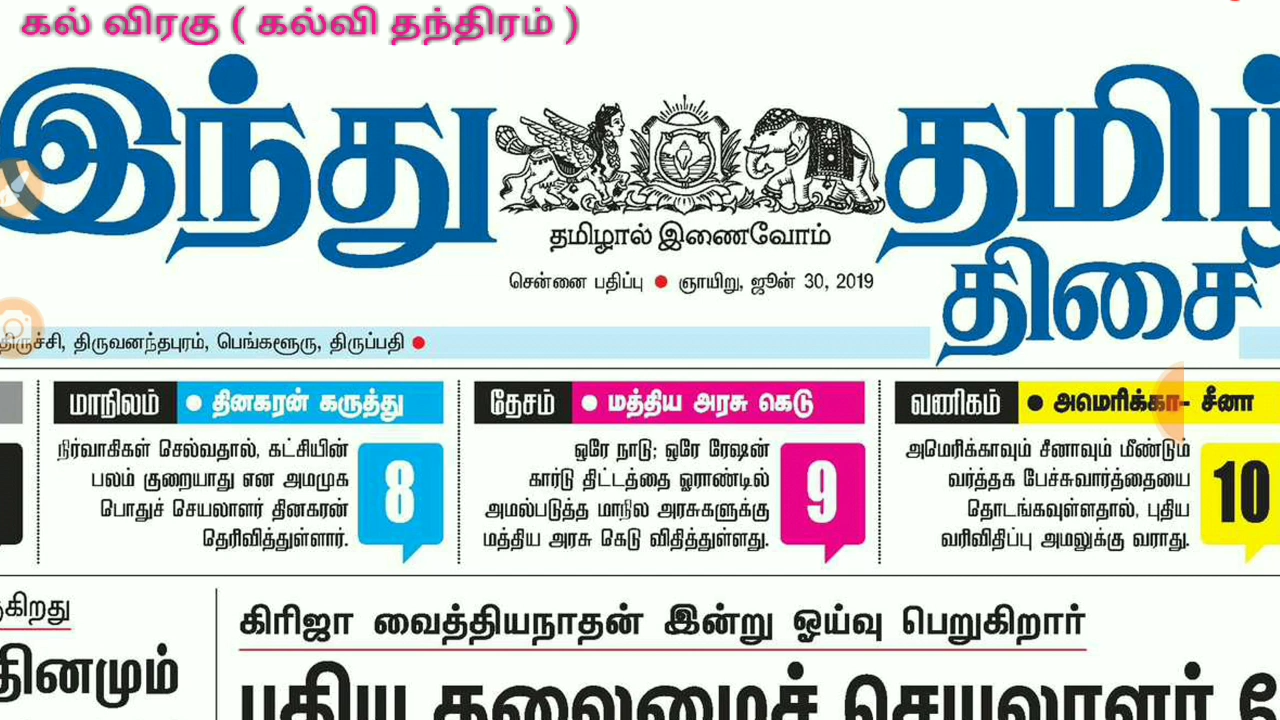 கல் விரகு ( கல்வி தந்திரம் )
இந்து தமிழ்
திசை
தமிழால் இணைவோம்
சென்னை பதிப்பு ● ஞாயிறு, ஜூன் 30, 2019
திருச்சி, திருவனந்தபுரம், பெங்களூரு, திருப்பதி ●
மாநிலம் ● தினகரன் கருத்து
நிர்வாகிகள் செல்வதால், கட்சியின்
பலம் குறையாது என அமமுக
பொதுச் செயலாளர் தினகரன்
தெரிவித்துள்ளார்.
8
தேசம் ● மத்திய அரசு கெடு
ஒரே நாடு; ஒரே ரேஷன்
கார்டு திட்டத்தை ஓராண்டில்
அமல்படுத்த மாநில அரசுகளுக்கு
மத்திய அரசு கெடு விதித்துள்ளது.
9
வணிகம் ● அமெரிக்கா- சீனா
அமெரிக்காவும் சீனாவும் மீண்டும்
வர்த்தக பேச்சுவார்த்தையை
தொடங்கவுள்ளதால், புதிய
வரிவிதிப்பு அமலுக்கு வராது.
10
தினமும்
கிரிஜா வைத்தியநாதன் இன்று ஓய்வு பெறுகிறார்
புதிய தலைமைச் செயலாளர்